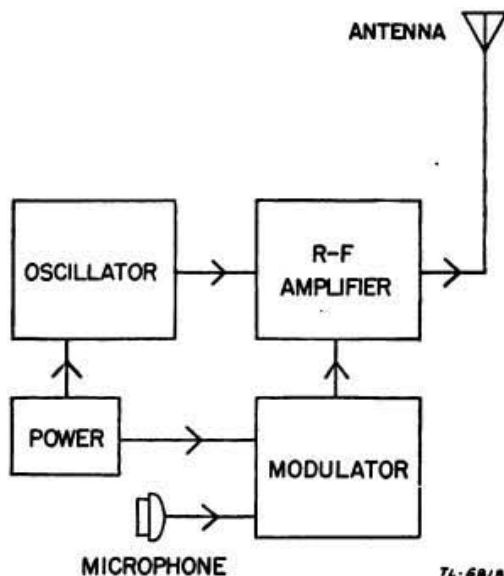 ANTENNA
OSCILLATOR
R-F
AMPLIFIER
POWER
MODULATOR
MICROPHONE